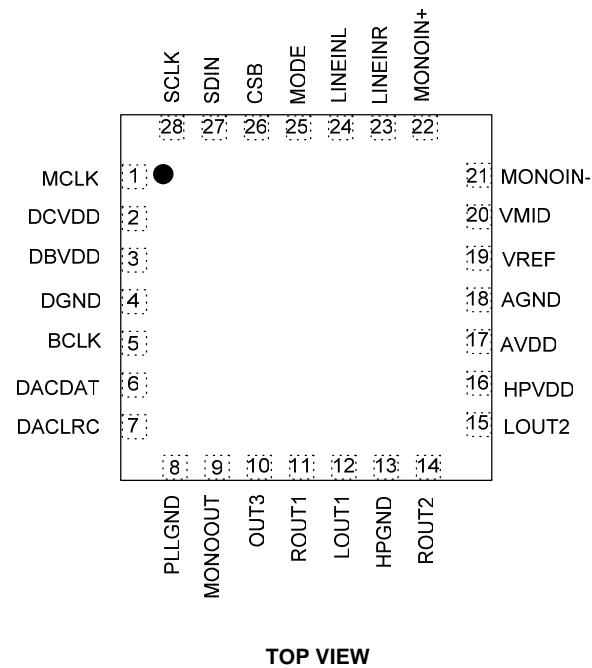 SCLK
SDIN
CSB
MODE
LINEINL
LINEINR
MONOIN+
28 27 26 25 24 23 22
MCLK 1 21 MONOIN-
DCVDD 2 20 VMID
DBVDD 3 19 VREF
DGND 4 18 AGND
BCLK 5 17 AVDD
DACDAT 6 16 HPVDD
DACLRC 7 15 LOUT2
8 9 10 11 12 13 14
PLLGND
MONOOUT
OUT3
ROUT1
LOUT1
HPGND
ROUT2
TOP VIEW